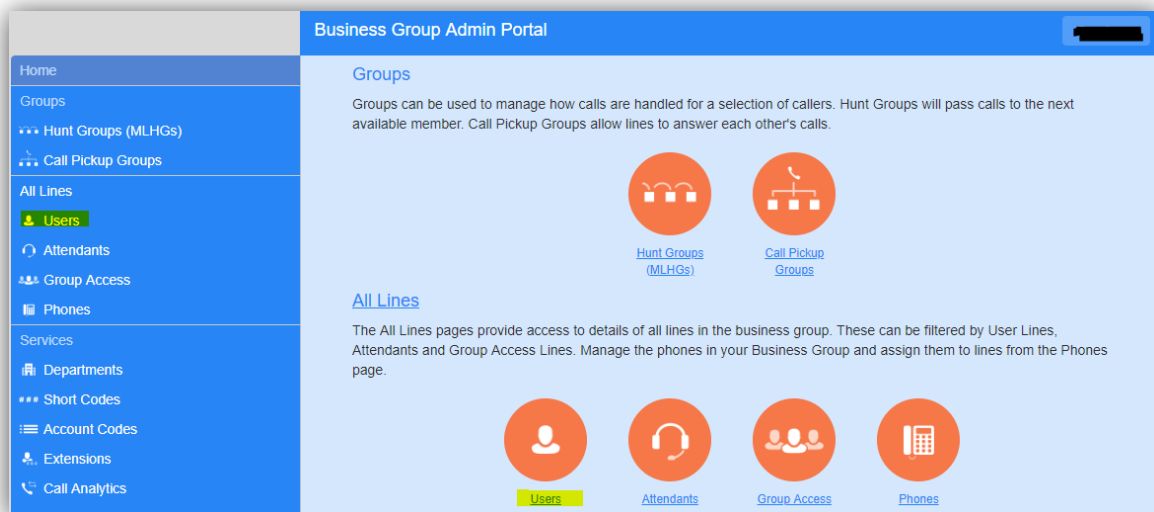 Business Group Admin Portal
Home
Groups
Hunt Groups (MLHGs)
Call Pickup Groups
All Lines
Users
Attendants
Group Access
Phones
Services
Departments
### Short Codes
Account Codes
Extensions
Call Analytics
Groups
Groups can be used to manage how calls are handled for a selection of callers. Hunt Groups will pass calls to the next
available member. Call Pickup Groups allow lines to answer each other's calls.
Hunt Groups
(MLHGs)
Call Pickup
Groups
All Lines
The All Lines pages provide access to details of all lines in the business group. These can be filtered by User Lines,
Attendants and Group Access Lines. Manage the phones in your Business Group and assign them to lines from the Phones
page.
Users
Attendants
Group Access
Phones